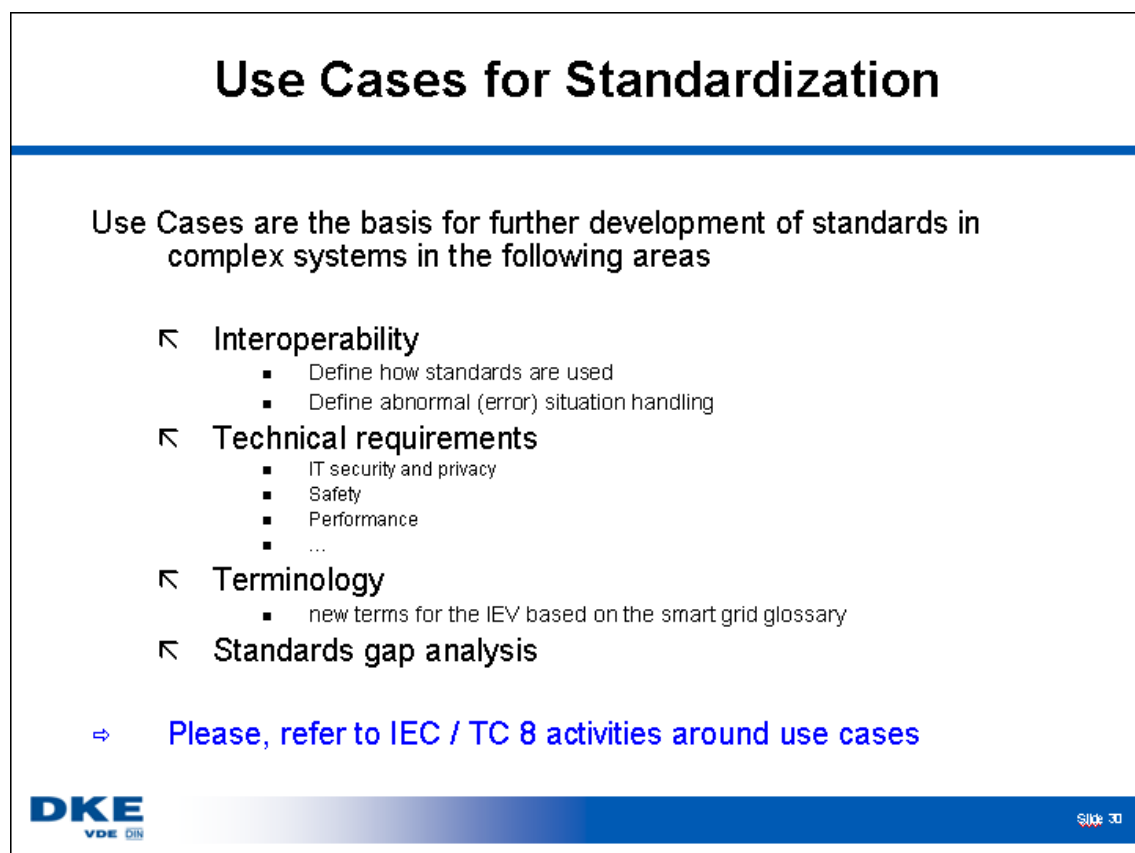 Use Cases for Standardization
Use Cases are the basis for further development of standards in
complex systems in the following areas
Interoperability
Define how standards are used
Define abnormal (error) situation handling
Technical requirements
IT security and privacy
Safety
Performance
...
Terminology
new terms for the IEV based on the smart grid glossary
Standards gap analysis
⇨ Please, refer to IEC / TC 8 activities around use cases
DKE
VDE DIN
Slide 30